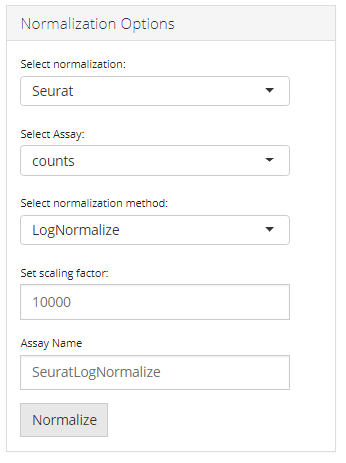 Normalization Options
Select normalization:
Seurat
Select Assay:
counts
Select normalization method:
LogNormalize
Set scaling factor:
10000
Assay Name
SeuratLogNormalize
Normalize